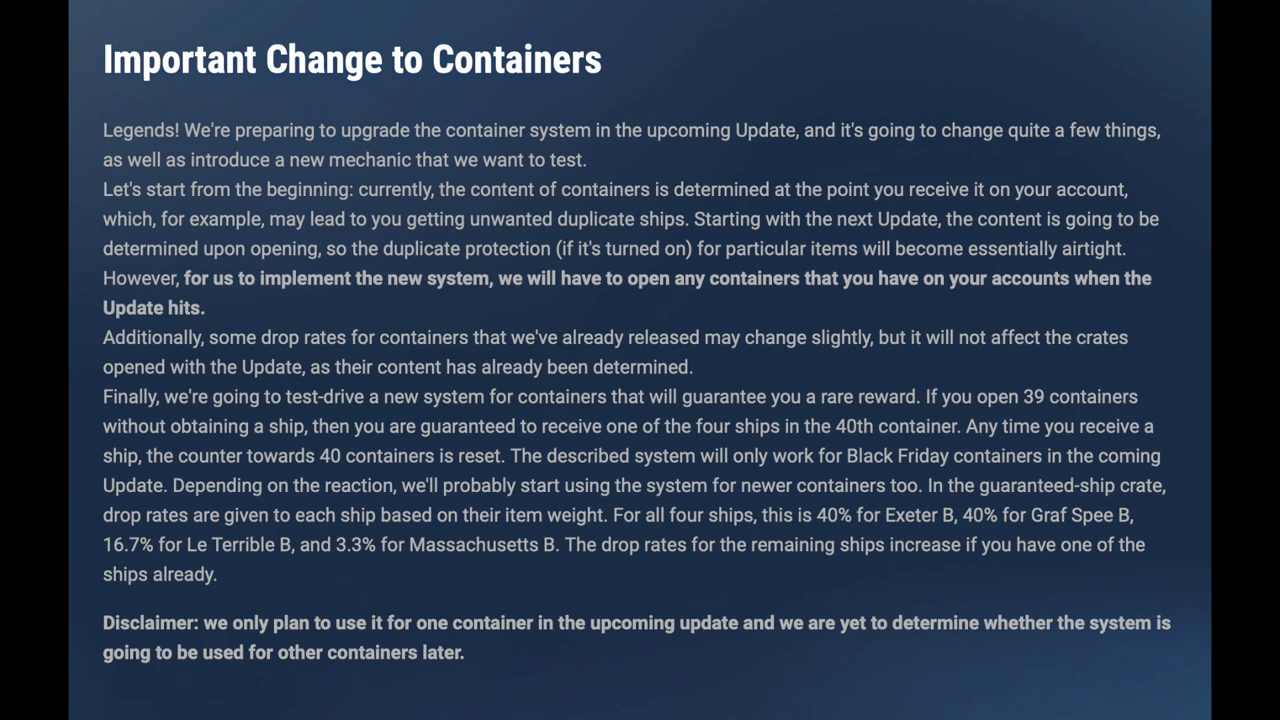 Important Change to Containers
Legends! We're preparing to upgrade the container system in the upcoming Update, and it's going to change quite a few things,
as well as introduce a new mechanic that we want to test.
Let's start from the beginning: currently, the content of containers is determined at the point you receive it on your account,
which, for example, may lead to you getting unwanted duplicate ships. Starting with the next Update, the content is going to be
determined upon opening, so the duplicate protection (if it's turned on) for particular items will become essentially airtight.
However, for us to implement the new system, we will have to open any containers that you have on your accounts when the
Update hits.
Additionally, some drop rates for containers that we've already released may change slightly, but it will not affect the crates
opened with the Update, as their content has already been determined.
Finally, we're going to test-drive a new system for containers that will guarantee you a rare reward. If you open 39 containers
without obtaining a ship, then you are guaranteed to receive one of the four ships in the 40th container. Any time you receive a
ship, the counter towards 40 containers is reset. The described system will only work for Black Friday containers in the coming
Update. Depending on the reaction, we'll probably start using the system for newer containers too. In the guaranteed-ship crate,
drop rates are given to each ship based on their item weight. For all four ships, this is 40% for Exeter B, 40% for Graf Spee B,
16.7% for Le Terrible B, and 3.3% for Massachusetts B. The drop rates for the remaining ships increase if you have one of the
ships already.
Disclaimer: we only plan to use it for one container in the upcoming update and we are yet to determine whether the system is
going to be used for other containers later.